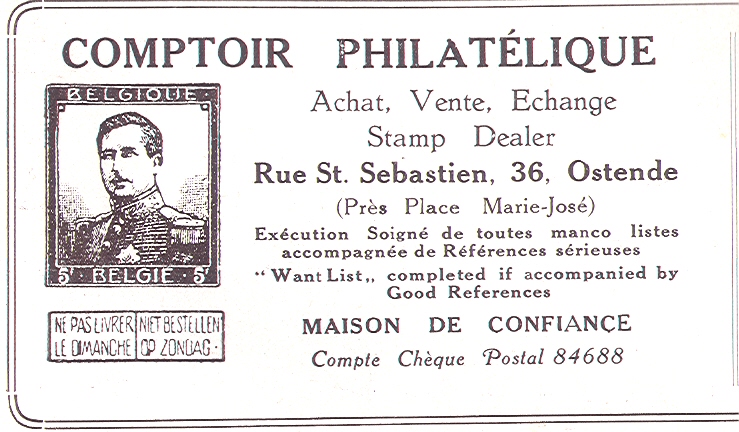 COMPTOIR PHILATÉLIQUE
BELGIQUE
5c BELGIE 5c
NE PAS LIVRER LE DIMANCHE
NIET BESTELLEN OP ZONDAG.
Achat, Vente, Echange
Stamp Dealer
Rue St. Sebastien, 36, Ostende
(Près Place Marie-José)
Exécution Soigné de toutes manco listes
accompagnée de Références sérieuses
“Want List„ completed if accompanied by
Good References
MAISON DE CONFIANCE
Compte Chèque Postal 84688